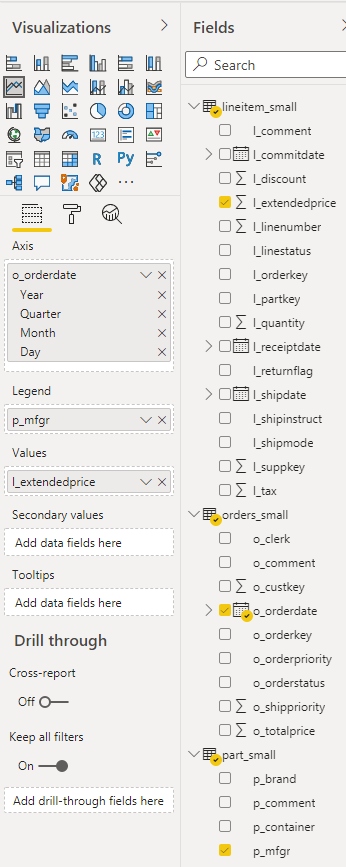 Visualizations
123
R
Py
Axis
o_orderdate
Year
Quarter
Month
Day
Legend
p_mfgr
Values
l_extendedprice
Secondary values
Add data fields here
Tooltips
Add data fields here
Drill through
Cross-report
Off
Keep all filters
On
Add drill-through fields here
Fields
Search
lineitem_small
l_comment
l_commitdate
l_discount
l_extendedprice
l_linenumber
l_linestatus
l_orderkey
l_partkey
l_quantity
l_receiptdate
l_returnflag
l_shipdate
l_shipinstruct
l_shipmode
l_suppkey
l_tax
orders_small
o_clerk
o_comment
o_custkey
o_orderdate
o_orderkey
o_orderpriority
o_orderstatus
o_shippriority
o_totalprice
part_small
p_brand
p_comment
p_container
p_mfgr